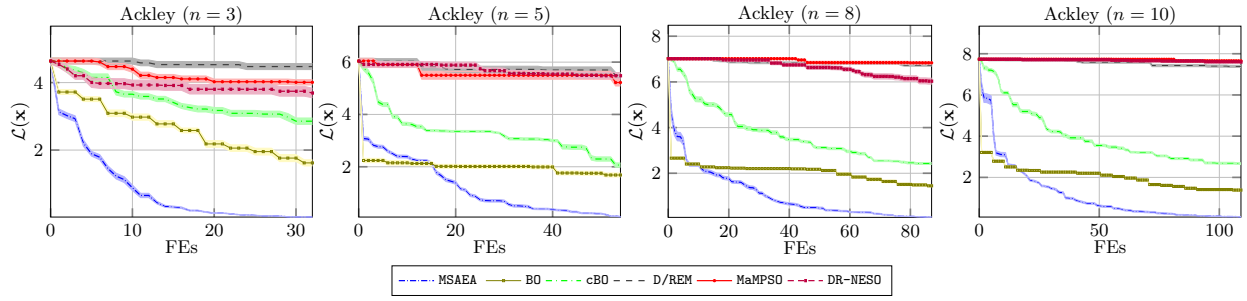 Ackley (n = 3)
Ackley (n = 5)
Ackley (n = 8)
Ackley (n = 10)
L(x)
2
4
0
10
20
30
FEs
L(x)
2
4
6
0
20
40
FEs
L(x)
2
4
6
8
0
20
40
60
80
FEs
L(x)
2
4
6
8
0
50
100
FEs
MSAEA BO cBO D/REM MaMPSO DR-NESO